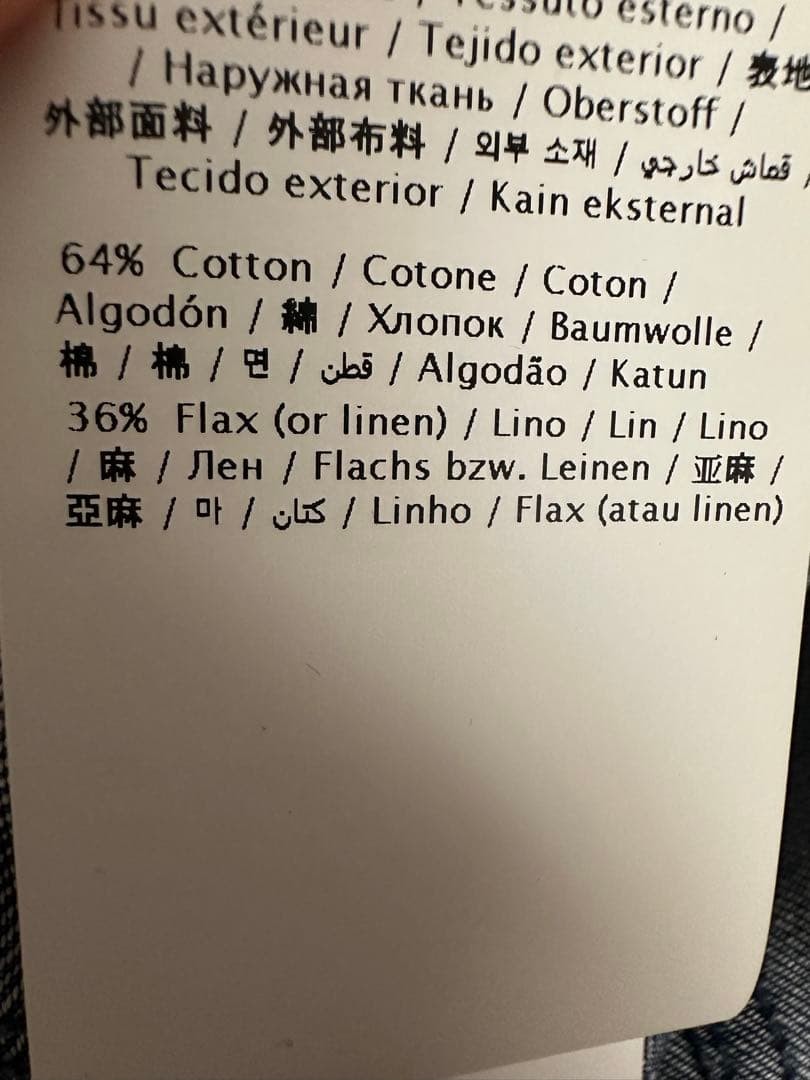 Tissu extérieur / Tessuto esterno /
/ Tejido exterior / 表地
/ Наружная ткань / Oberstoff /
外部面料 / 外部布料 / 외부 소재 / قماش خارجي /
Tecido exterior / Kain eksternal
64% Cotton / Cotone / Coton /
Algodón / 綿 / Хлопок / Baumwolle /
棉 / 棉 / 면 / قطن / Algodão / Katun
36% Flax (or linen) / Lino / Lin / Lino
/ 麻 / Лен / Flachs bzw. Leinen / 亚麻 /
亞麻 / 마 / كتان / Linho / Flax (atau linen)